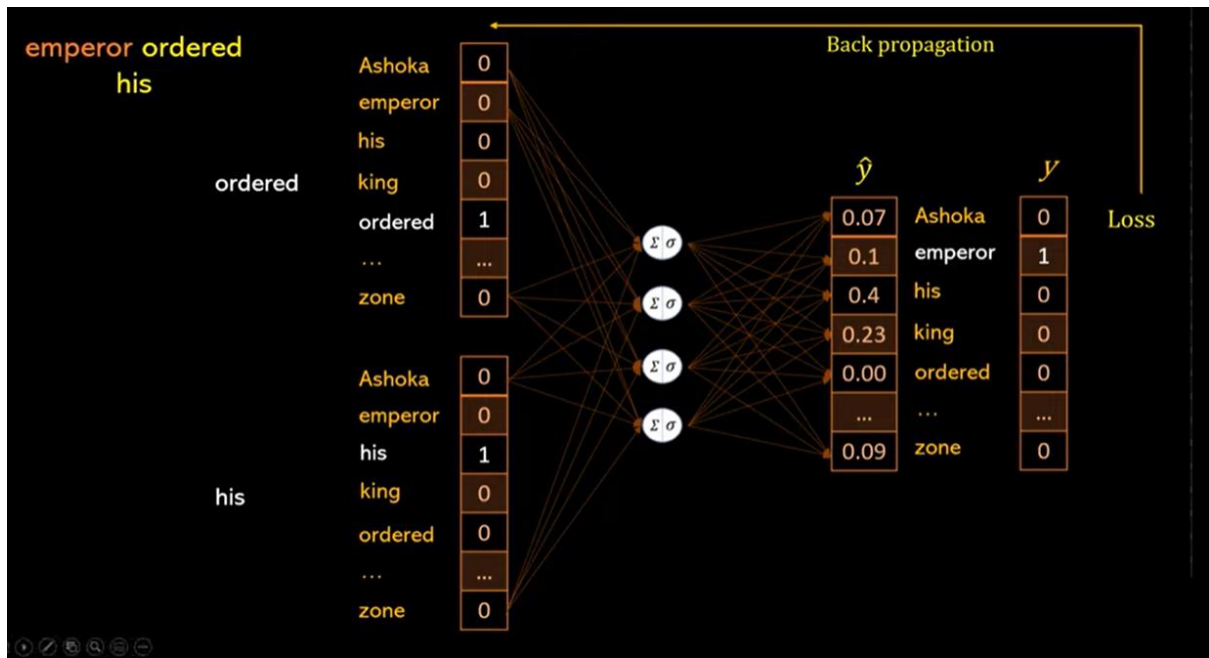 emperor ordered
his
Back propagation
ordered
Ashoka 0
emperor 0
his 0
king 0
ordered 1
... ...
zone 0
his
Ashoka 0
emperor 0
his 1
king 0
ordered 0
... ...
zone 0
Σ σ
Σ σ
Σ σ
Σ σ
ŷ y
0.07 Ashoka 0
0.1 emperor 1
0.4 his 0
0.23 king 0
0.00 ordered 0
... ... ...
0.09 zone 0
Loss